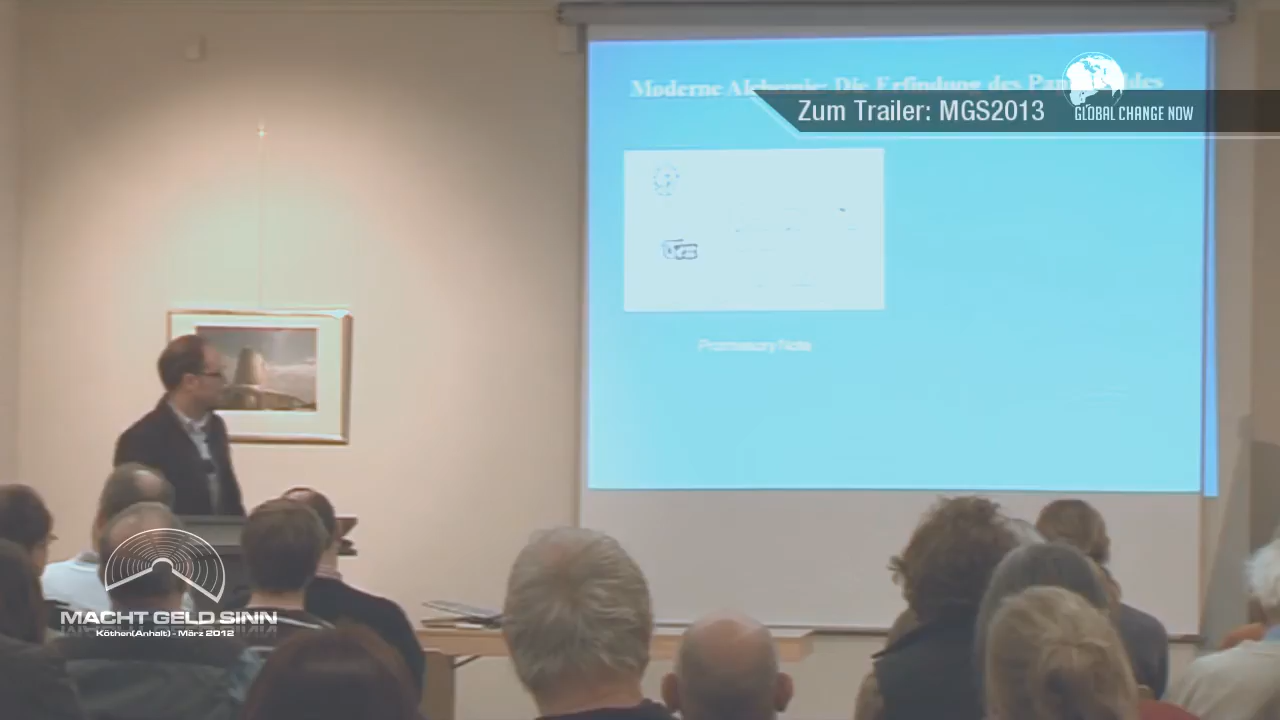 Moderne Alchemie: Die Erfindung des Papiergeldes
Zum Trailer: MGS2013
GLOBAL CHANGE NOW
Promissory Note
MACHT GELD SINN
Köthen(Anhalt) - März 2012